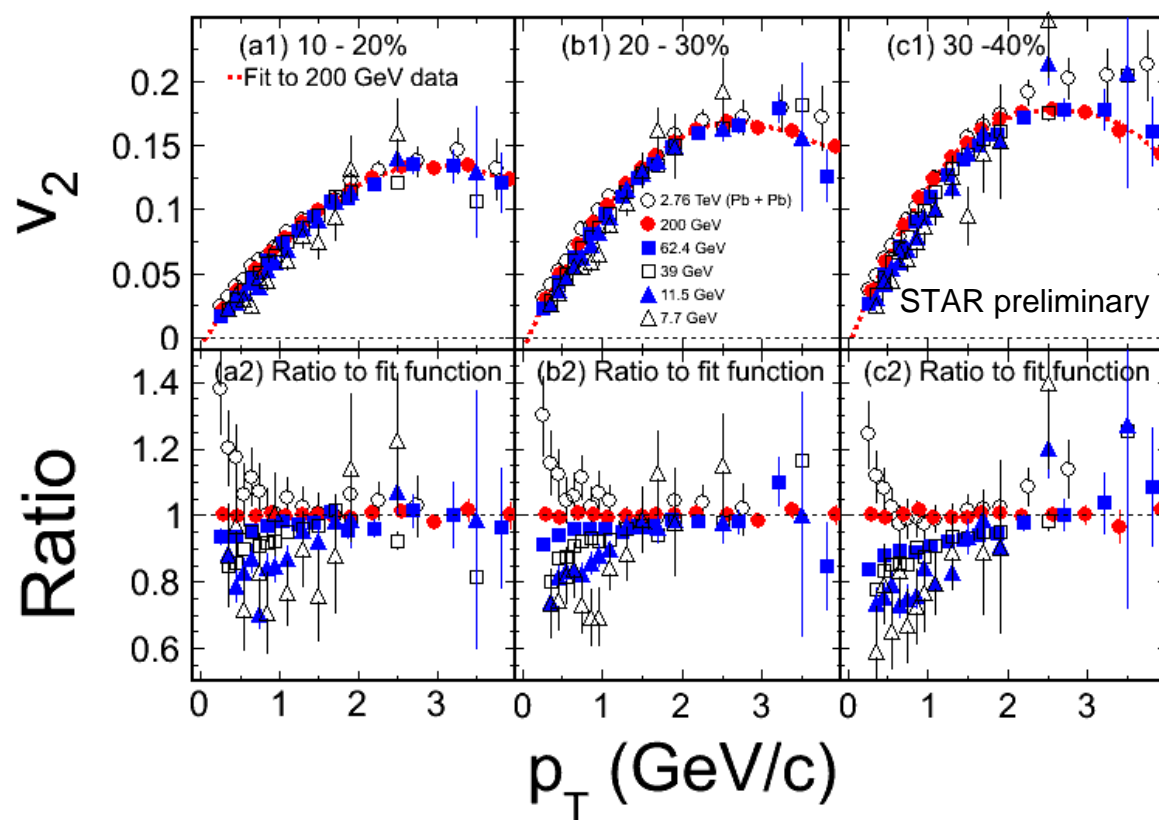 (a1) 10 - 20%
Fit to 200 GeV data
(b1) 20 - 30%
(c1) 30 -40%
v2
0.2
0.15
0.1
0.05
0
2.76 TeV (Pb + Pb)
200 GeV
62.4 GeV
39 GeV
11.5 GeV
7.7 GeV
STAR preliminary
(a2) Ratio to fit function
(b2) Ratio to fit function
(c2) Ratio to fit function
Ratio
1.4
1.2
1
0.8
0.6
0 1 2 3 0 1 2 3 0 1 2 3
pT (GeV/c)